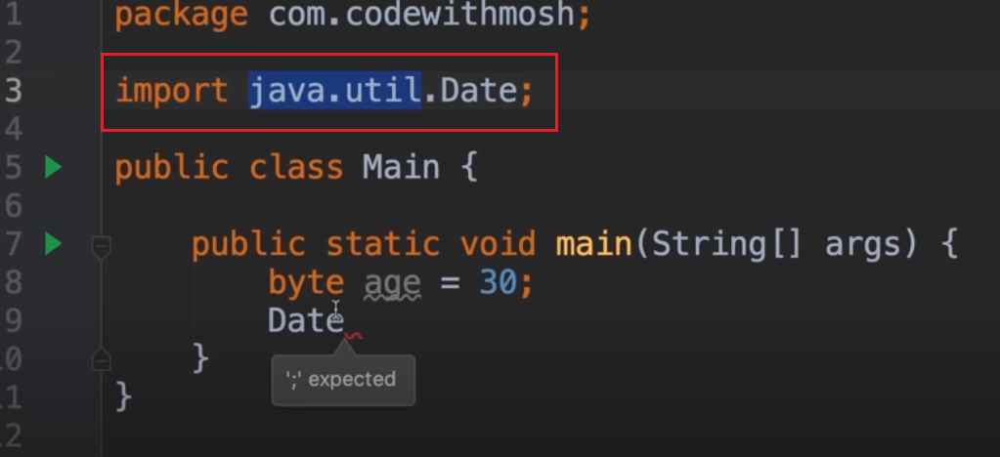 1 package com.codewithmosh;
2
3 import java.util.Date;
4
5 public class Main {
6
7 public static void main(String[] args) {
8 byte age = 30;
9 Date
0 }
';' expected
11 }
12